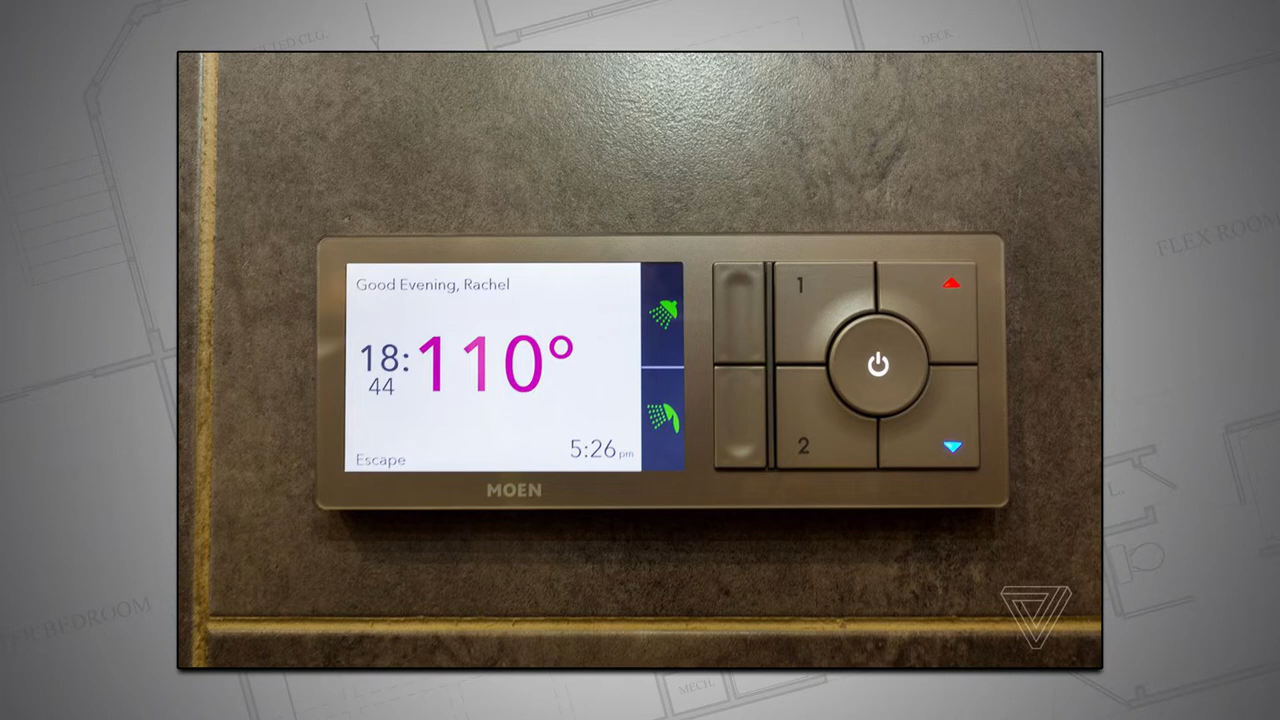 Good Evening, Rachel
18:
44
110°
5:26 pm
Escape
MOEN
1
2
DECK
FLEX ROOM
BEDROOM
MECH.